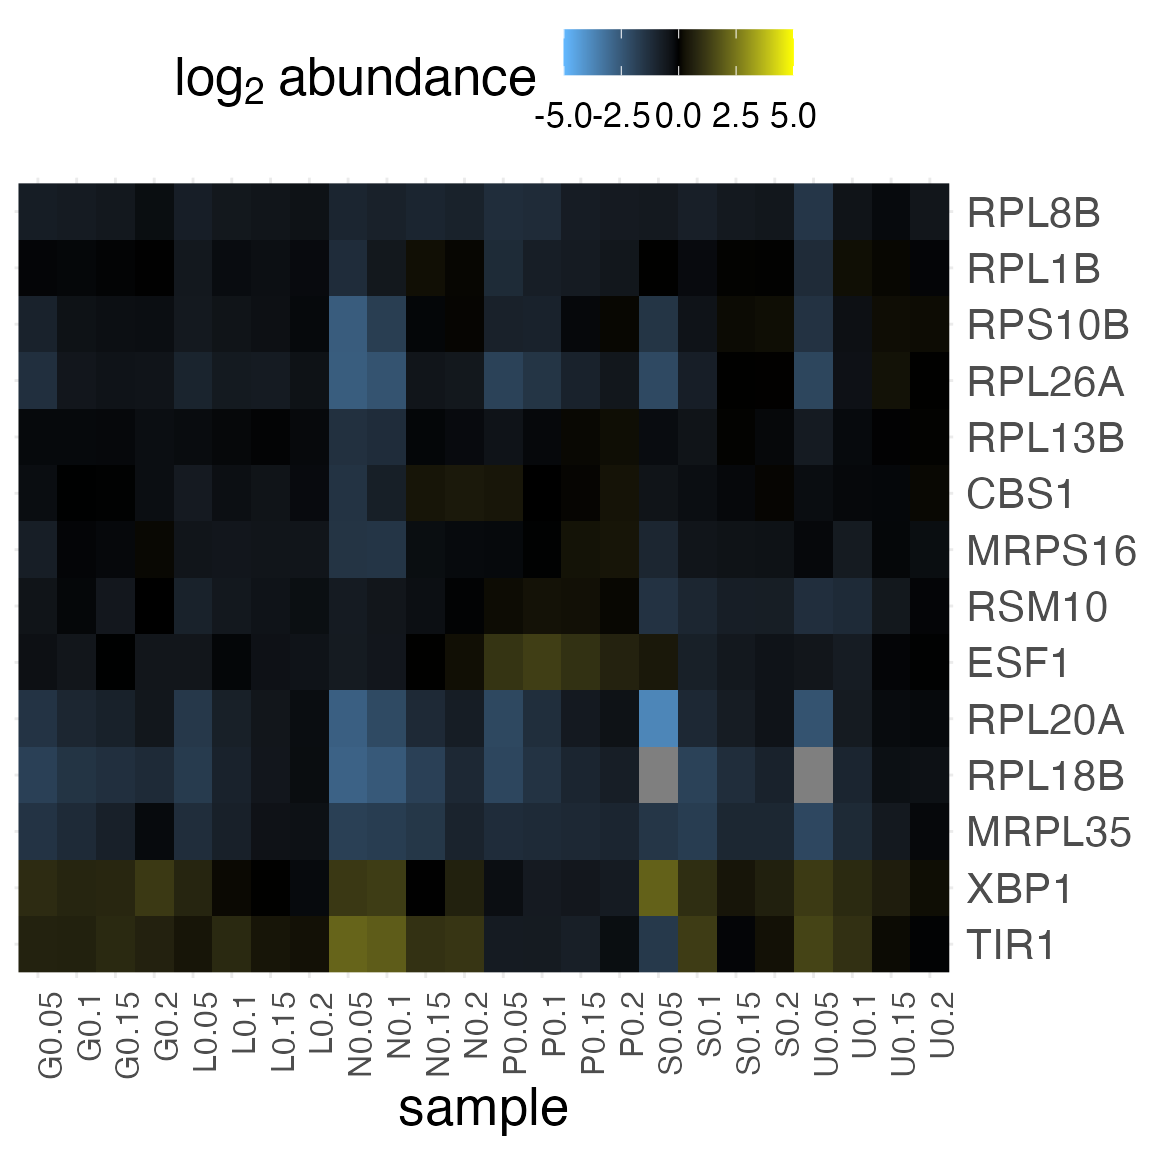 log2 abundance
-5.0 -2.5 0.0 2.5 5.0
RPL8B
RPL1B
RPS10B
RPL26A
RPL13B
CBS1
MRPS16
RSM10
ESF1
RPL20A
RPL18B
MRPL35
XBP1
TIR1
G0.05 G0.1 G0.15 G0.2 L0.05 L0.1 L0.15 L0.2 N0.05 N0.1 N0.15 N0.2 P0.05 P0.1 P0.15 P0.2 S0.05 S0.1 S0.15 S0.2 U0.05 U0.1 U0.15 U0.2
sample